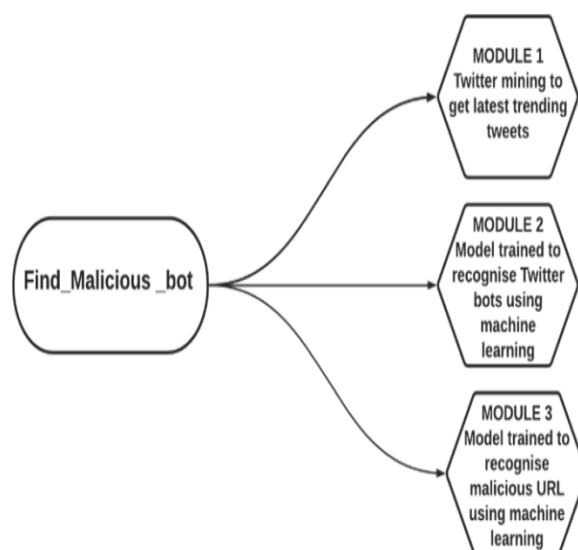 MODULE 1
Twitter mining to
get latest trending
tweets
Find_Malicious _bot
MODULE 2
Model trained to
recognise Twitter
bots using
machine
learning
MODULE 3
Model trained to
recognise
malicious URL
using machine
learning